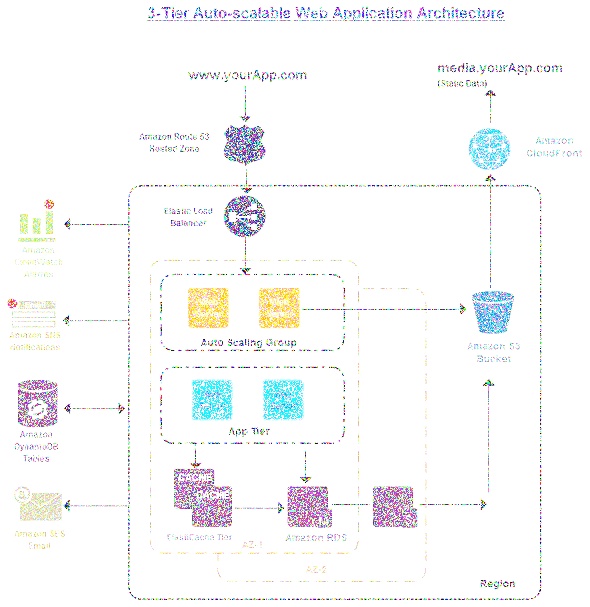 3-Tier Auto-scalable Web Application Architecture
www.yourApp.com
media.yourApp.com
(Static Data)
Amazon Route 53
Hosted Zone
Amazon
CloudFront
Elastic Load
Balancer
Amazon
CloudWatch
Alarms
Auto Scaling Group
Amazon SNS
Notifications
Amazon S3
Bucket
App Tier
Amazon
DynamoDB
Tables
CACHE
ElastiCache Tier
Amazon RDS
Amazon SES
Email
AZ-1
AZ-2
Region